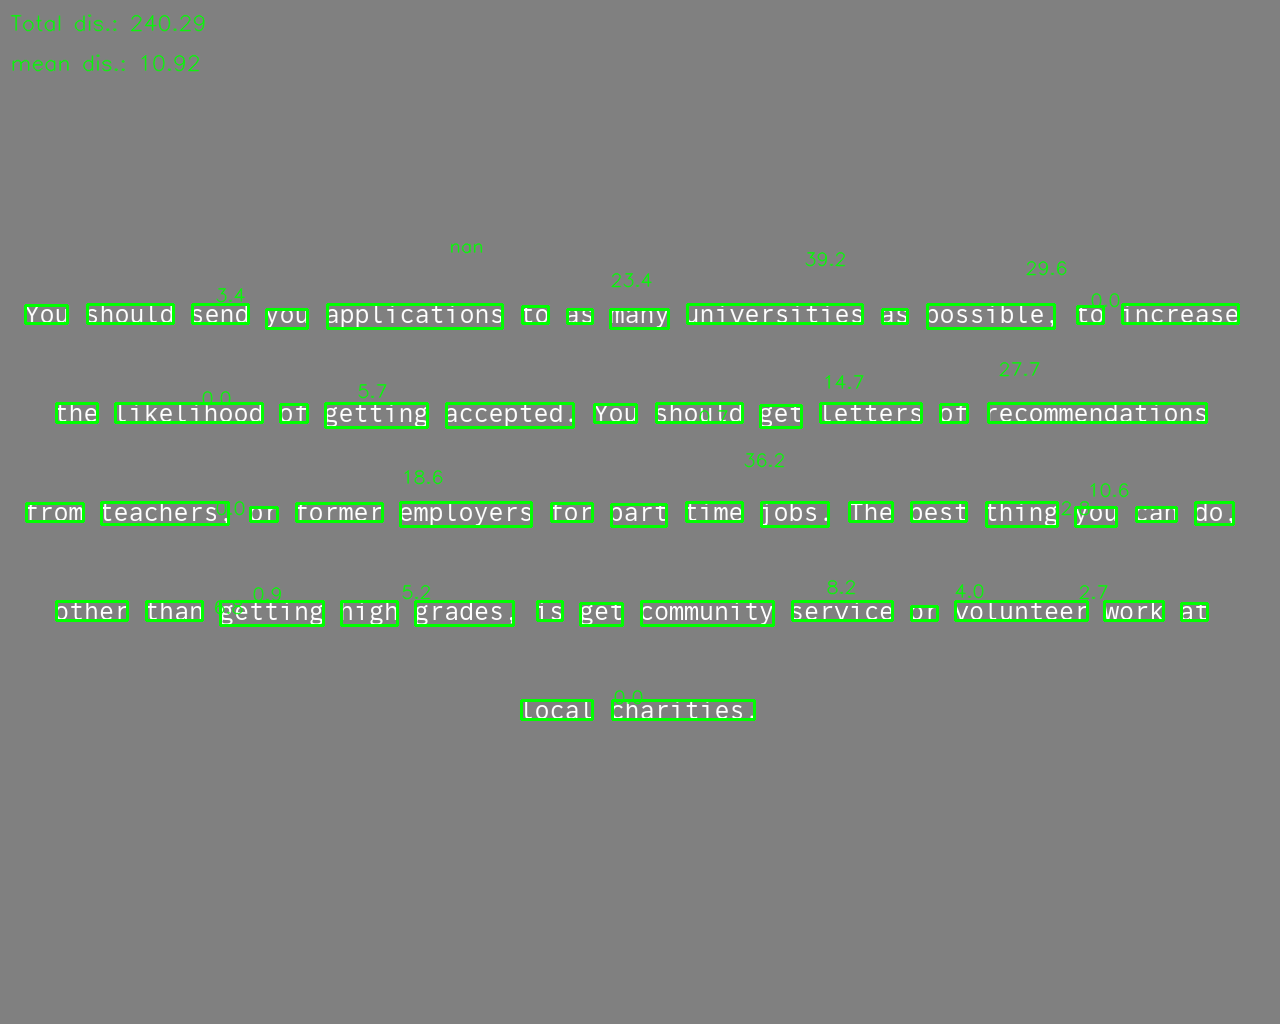 Total dis.: 240.29
mean dis.: 10.92
nan
39.2
29.6
23.4
3.4
0.0
You should send you applications to as many universities as possible, to increase
27.7
14.7
5.7
0.0
the likelihood of getting accepted. You should get letters of recommendations
36.2
18.6
10.6
0.0
from teachers, or former employers for part time jobs. The best thing you can do,
8.2
5.2
4.0
2.7
0.9
other than getting high grades, is get community service or volunteer work at
0.0
local charities.